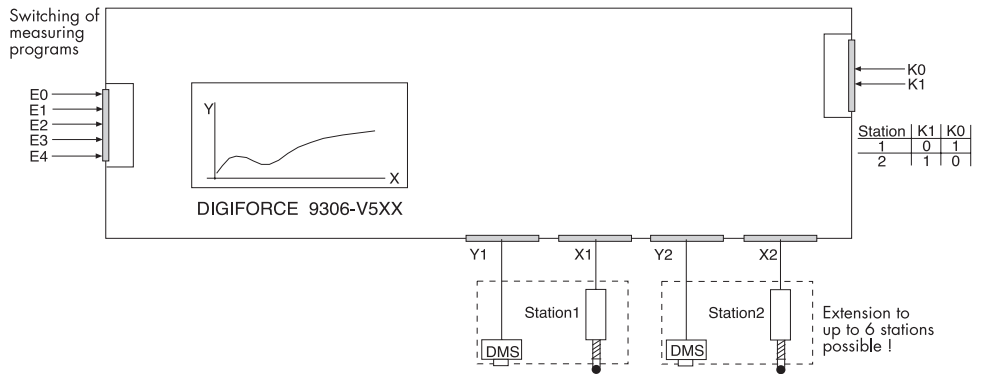 Switching of
measuring
programs
E0
E1
E2
E3
E4
Y
X
DIGIFORCE 9306-V5XX
K0
K1
Station K1 K0
1 0 1
2 1 0
Y1 X1 Y2 X2
Station1
DMS
Station2
DMS
Extension to
up to 6 stations
possible !